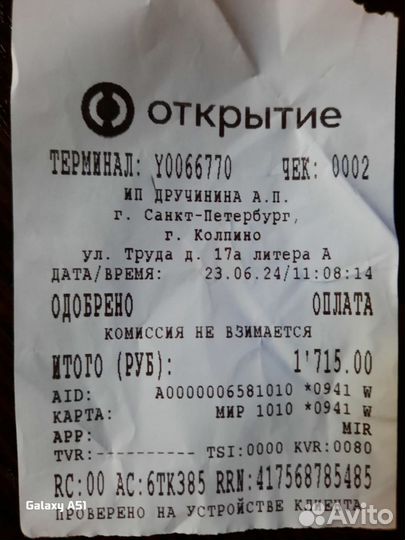 ОТКРЫТИЕ
ТЕРМИНАЛ: Y0066770 ЧЕК: 0002
ИП ДРУЧИНИНА А.П.
г. Санкт-Петербург,
г. Колпино
ул. Труда д. 17а литера А
ДАТА/ВРЕМЯ: 23.06.24/11:08:14
ОДОБРЕНО ОПЛАТА
КОМИССИЯ НЕ ВЗИМАЕТСЯ
ИТОГО (РУБ): 1'715.00
AID: A0000006581010 *0941 W
КАРТА: МИР 1010 *0941 W
APP: MIR
TVR:---------- TSI:0000 KVR:0080
RC:00 AC:6TK385 RRN:417568785485
ПРОВЕРЕНО НА УСТРОЙСТВЕ КЛИЕНТА
Galaxy A51
Avito